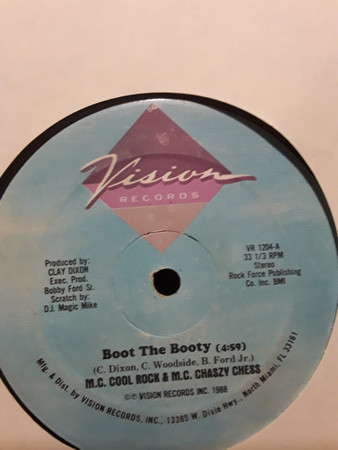 Vision
RECORDS
Produced by:
CLAY DIXON
Exec. Prod.
Bobby Ford Sr.
Scratch by:
D.J. Magic Mike
VR 1204-A
33 1/3 RPM
Stereo
Rock Force Publishing
Co. Inc. BMI
Boot The Booty (4:59)
(C. Dixon, C. Woodside, B. Ford Jr.)
M.C. COOL ROCK & M.C. CHASZY CHESS
©℗ VISION RECORDS INC. 1988
Mfg. & Dist. by VISION RECORDS, INC., 13385 W. Dixie Hwy., North Miami, FL 33161